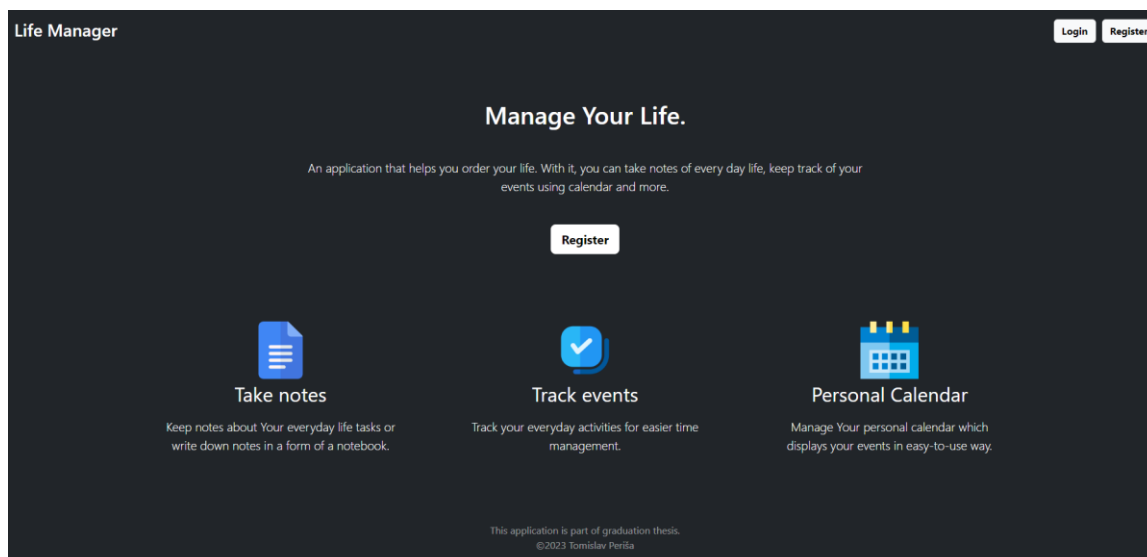 Life Manager
Login
Register
Manage Your Life.
An application that helps you order your life. With it, you can take notes of every day life, keep track of your
events using calendar and more.
Register
Take notes
Keep notes about Your everyday life tasks or
write down notes in a form of a notebook.
Track events
Track your everyday activities for easier time
management.
Personal Calendar
Manage Your personal calendar which
displays your events in easy-to-use way.
This application is part of graduation thesis.
©2023 Tomislav Periša